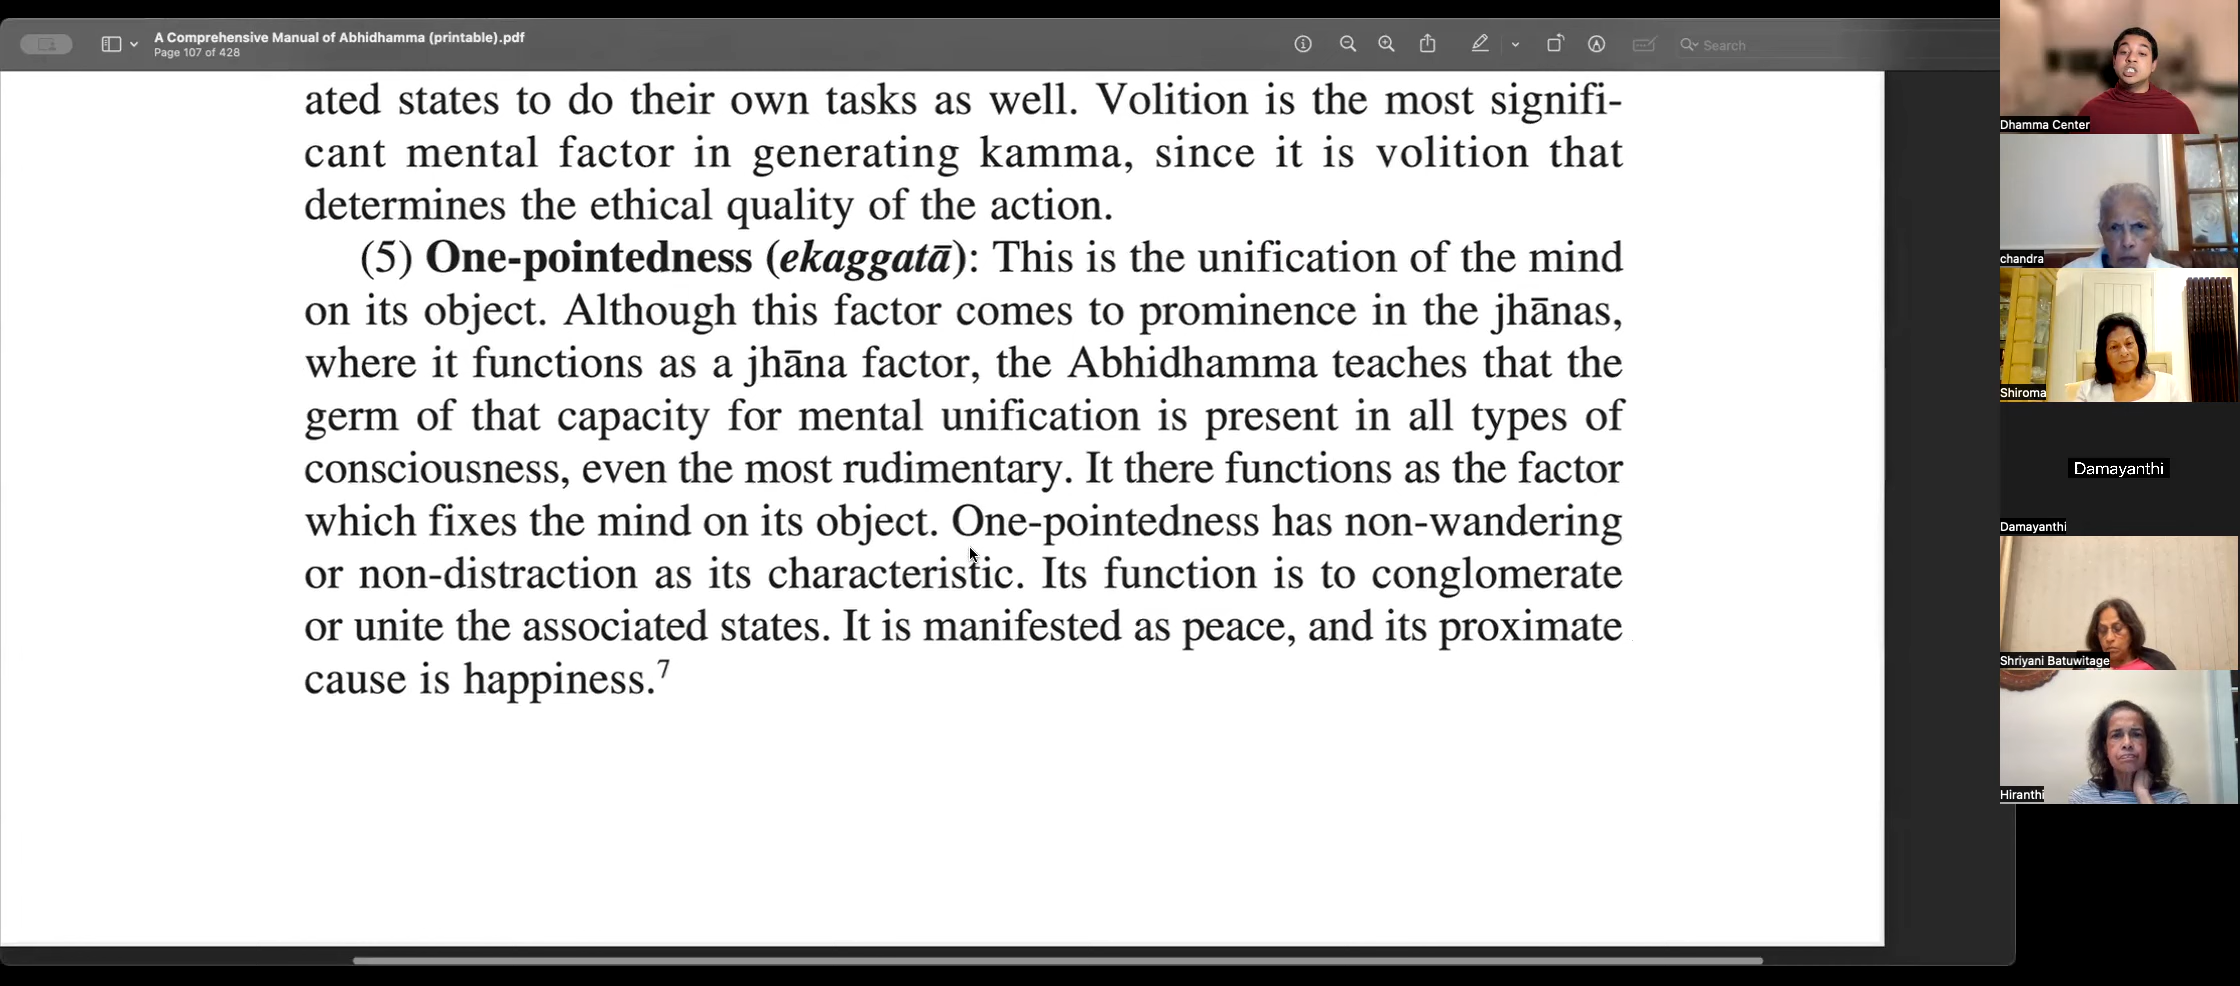 A Comprehensive Manual of Abhidhamma (printable).pdf
Page 107 of 428
Search
ated states to do their own tasks as well. Volition is the most signifi-
cant mental factor in generating kamma, since it is volition that
determines the ethical quality of the action.
(5) One-pointedness (ekaggatā): This is the unification of the mind
on its object. Although this factor comes to prominence in the jhānas,
where it functions as a jhāna factor, the Abhidhamma teaches that the
germ of that capacity for mental unification is present in all types of
consciousness, even the most rudimentary. It there functions as the factor
which fixes the mind on its object. One-pointedness has non-wandering
or non-distraction as its characteristic. Its function is to conglomerate
or unite the associated states. It is manifested as peace, and its proximate
cause is happiness.7
Dhamma Center
chandra
Shiroma
Damayanthi
Damayanthi
Shriyani Batuwitage
Hiranthi